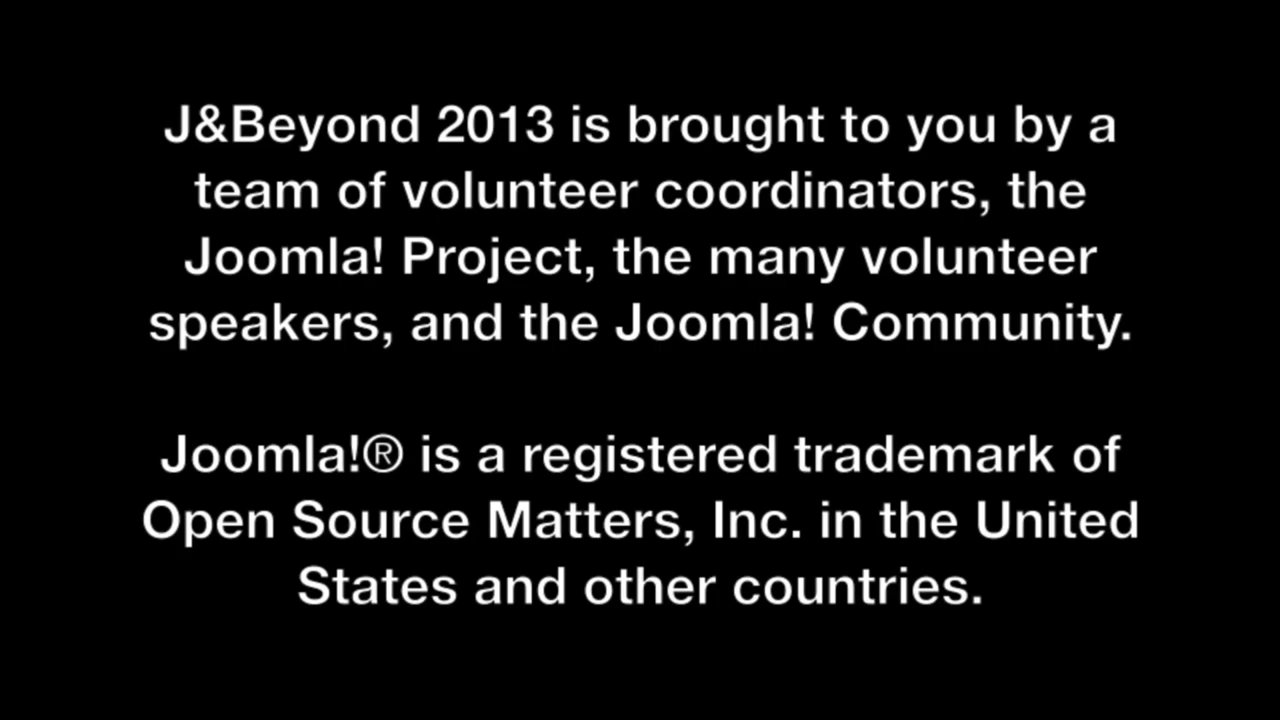 J&Beyond 2013 is brought to you by a
team of volunteer coordinators, the
Joomla! Project, the many volunteer
speakers, and the Joomla! Community.
Joomla!® is a registered trademark of
Open Source Matters, Inc. in the United
States and other countries.